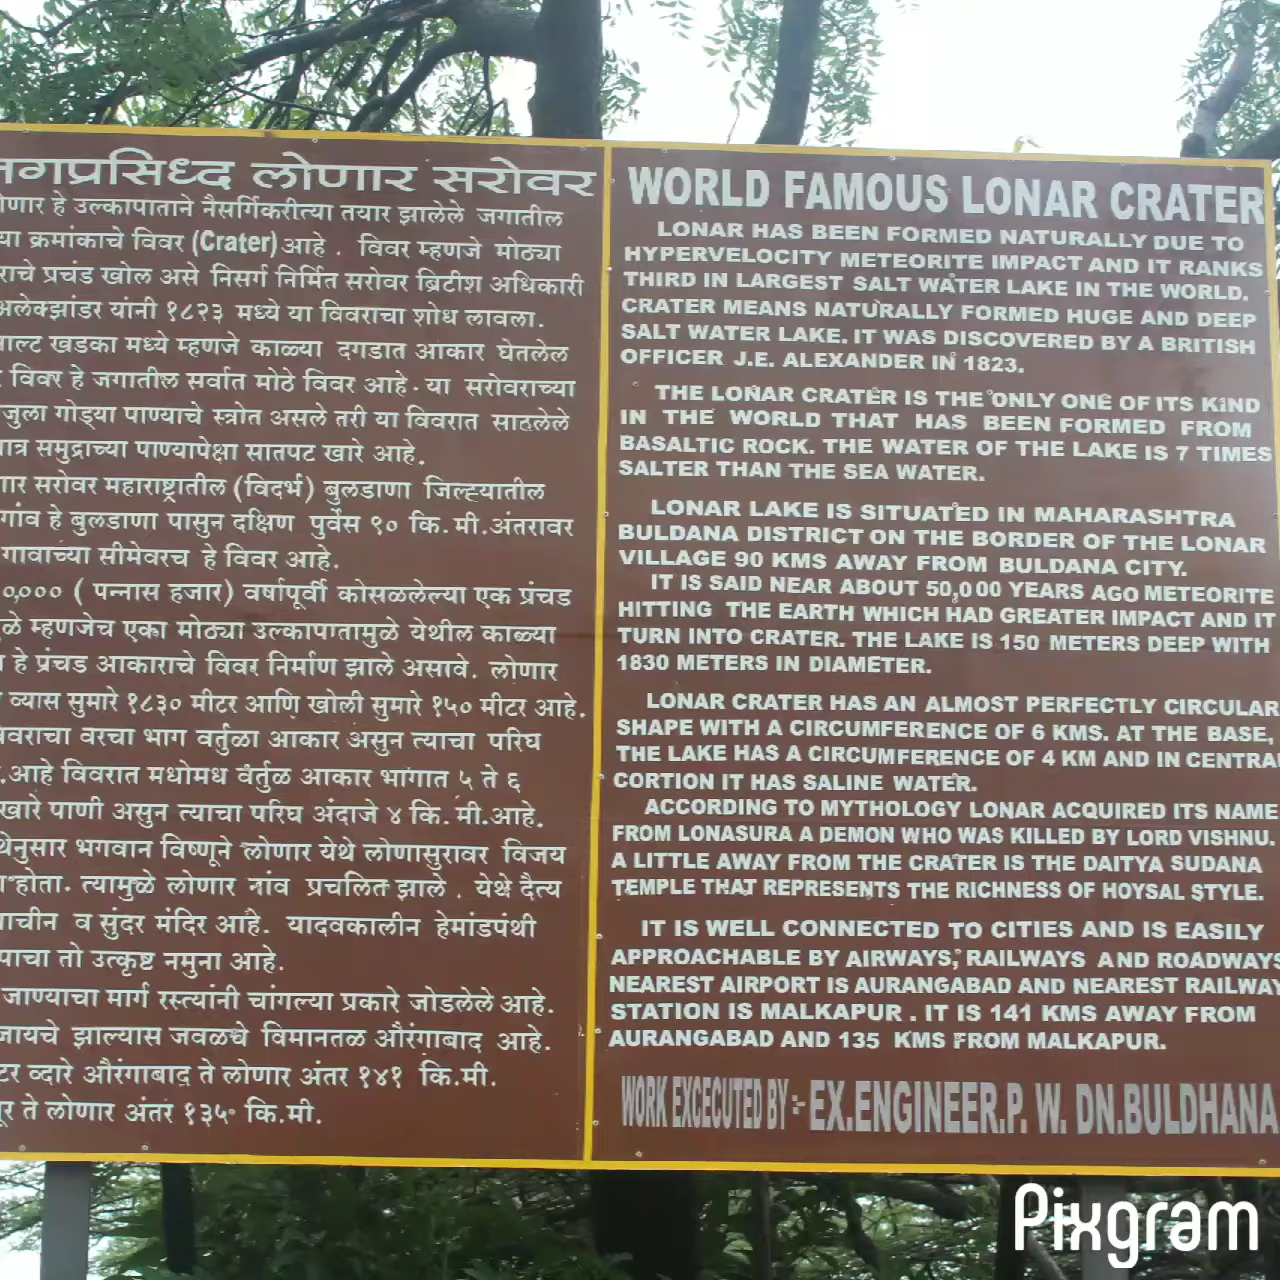 जगप्रसिध्द लोणार सरोवर
लोणार हे उल्कापाताने नैसर्गिकरीत्या तयार झालेले जगातील
क्रमांकाचे विवर (Crater) आहे . विवर म्हणजे मोठ्या
प्रचंड खोल असे निसर्ग निर्मित सरोवर ब्रिटीश अधिकारी
अलेक्झांडर यांनी १८२३ मध्ये या विवराचा शोध लावला.
खडका मध्ये म्हणजे काळ्या दगडात आकार घेतलेल
विवर हे जगातील सर्वात मोठे विवर आहे. या सरोवराच्या
गोड्या पाण्याचे स्त्रोत असले तरी या विवरात साठलेले
मात्र समुद्राच्या पाण्यापेक्षा सातपट खारे आहे.
सरोवर महाराष्ट्रातील (विदर्भ) बुलडाणा जिल्ह्यातील
गांव हे बुलडाणा पासुन दक्षिण पुर्वेस ९० कि.मी.अंतरावर
गावाच्या सीमेवरच हे विवर आहे.
( पन्नास हजार) वर्षापूर्वी कोसळलेल्या एक प्रंचड
म्हणजेच एका मोठ्या उल्कापातामुळे येथील काळ्या
हे प्रंचड आकाराचे विवर निर्माण झाले असावे. लोणार
व्यास सुमारे १८३० मीटर आणि खोली सुमारे १५० मीटर आहे.
विवराचा वरचा भाग वर्तुळा आकार असुन त्याचा परिघ
आहे विवरात मधोमध वर्तुळ आकार भागात ५ ते ६
खारे पाणी असुन त्याचा परिघ अंदाजे ४ कि. मी.आहे.
भगवान विष्णूने लोणार येथे लोणासुरावर विजय
होता. त्यामुळे लोणार नांव प्रचलित झाले . येथे दैत्य
व सुंदर मंदिर आहे. यादवकालीन हेमांडपंथी
तो उत्कृष्ट नमुना आहे.
जाण्याचा मार्ग रस्त्यांनी चांगल्या प्रकारे जोडलेले आहे.
जायचे झाल्यास जवळचे विमानतळ औरंगाबाद आहे.
व्दारे औरंगाबाद ते लोणार अंतर १४१ कि.मी.
ते लोणार अंतर १३५ कि.मी.
WORLD FAMOUS LONAR CRATER
LONAR HAS BEEN FORMED NATURALLY DUE TO
HYPERVELOCITY METEORITE IMPACT AND IT RANKS
THIRD IN LARGEST SALT WATER LAKE IN THE WORLD.
CRATER MEANS NATURALLY FORMED HUGE AND DEEP
SALT WATER LAKE. IT WAS DISCOVERED BY A BRITISH
OFFICER J.E. ALEXANDER IN 1823.
THE LONAR CRATER IS THE ONLY ONE OF ITS KIND
IN THE WORLD THAT HAS BEEN FORMED FROM
BASALTIC ROCK. THE WATER OF THE LAKE IS 7 TIMES
SALTER THAN THE SEA WATER.
LONAR LAKE IS SITUATED IN MAHARASHTRA
BULDANA DISTRICT ON THE BORDER OF THE LONAR
VILLAGE 90 KMS AWAY FROM BULDANA CITY.
IT IS SAID NEAR ABOUT 50,000 YEARS AGO METEORITE
HITTING THE EARTH WHICH HAD GREATER IMPACT AND IT
TURN INTO CRATER. THE LAKE IS 150 METERS DEEP WITH
1830 METERS IN DIAMETER.
LONAR CRATER HAS AN ALMOST PERFECTLY CIRCULAR
SHAPE WITH A CIRCUMFERENCE OF 6 KMS. AT THE BASE,
THE LAKE HAS A CIRCUMFERENCE OF 4 KM AND IN CENTRAL
CORTION IT HAS SALINE WATER.
ACCORDING TO MYTHOLOGY LONAR ACQUIRED ITS NAME
FROM LONASURA A DEMON WHO WAS KILLED BY LORD VISHNU.
A LITTLE AWAY FROM THE CRATER IS THE DAITYA SUDANA
TEMPLE THAT REPRESENTS THE RICHNESS OF HOYSAL STYLE.
IT IS WELL CONNECTED TO CITIES AND IS EASILY
APPROACHABLE BY AIRWAYS, RAILWAYS AND ROADWAYS
NEAREST AIRPORT IS AURANGABAD AND NEAREST RAILWAY
STATION IS MALKAPUR . IT IS 141 KMS AWAY FROM
AURANGABAD AND 135 KMS FROM MALKAPUR.
WORK EXCECUTED BY :- EX.ENGINEER.P. W. DN.BULDHANA
Pixgram